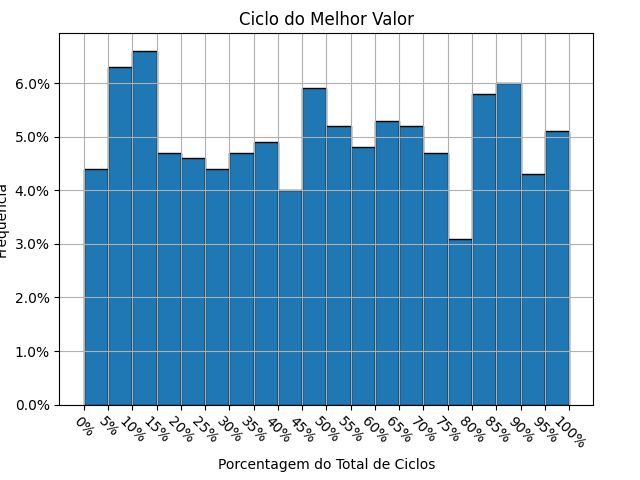 Ciclo do Melhor Valor
6.0%
5.0%
4.0%
3.0%
2.0%
1.0%
0.0%
Frequência
0% 5% 10% 15% 20% 25% 30% 35% 40% 45% 50% 55% 60% 65% 70% 75% 80% 85% 90% 95% 100%
Porcentagem do Total de Ciclos